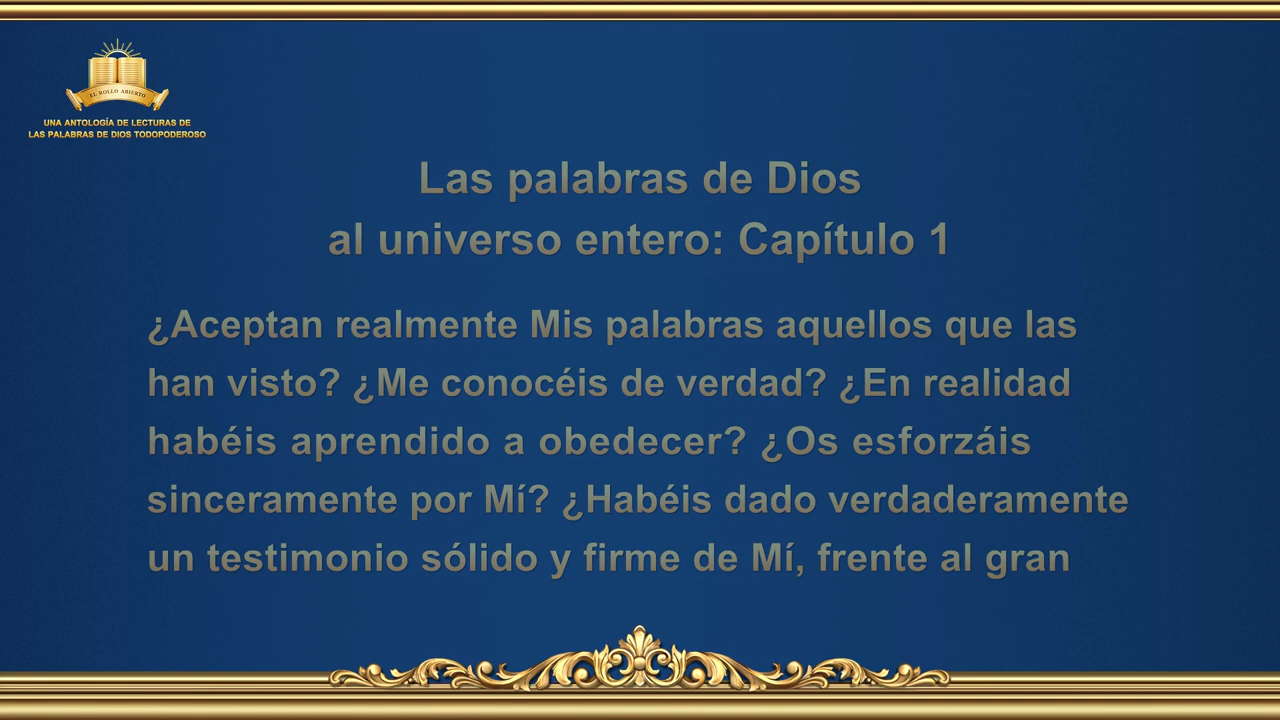 EL ROLLO ABIERTO
UNA ANTOLOGÍA DE LECTURAS DE
LAS PALABRAS DE DIOS TODOPODEROSO
Las palabras de Dios
al universo entero: Capítulo 1
¿Aceptan realmente Mis palabras aquellos que las
han visto? ¿Me conocéis de verdad? ¿En realidad
habéis aprendido a obedecer? ¿Os esforzáis
sinceramente por Mí? ¿Habéis dado verdaderamente
un testimonio sólido y firme de Mí, frente al gran